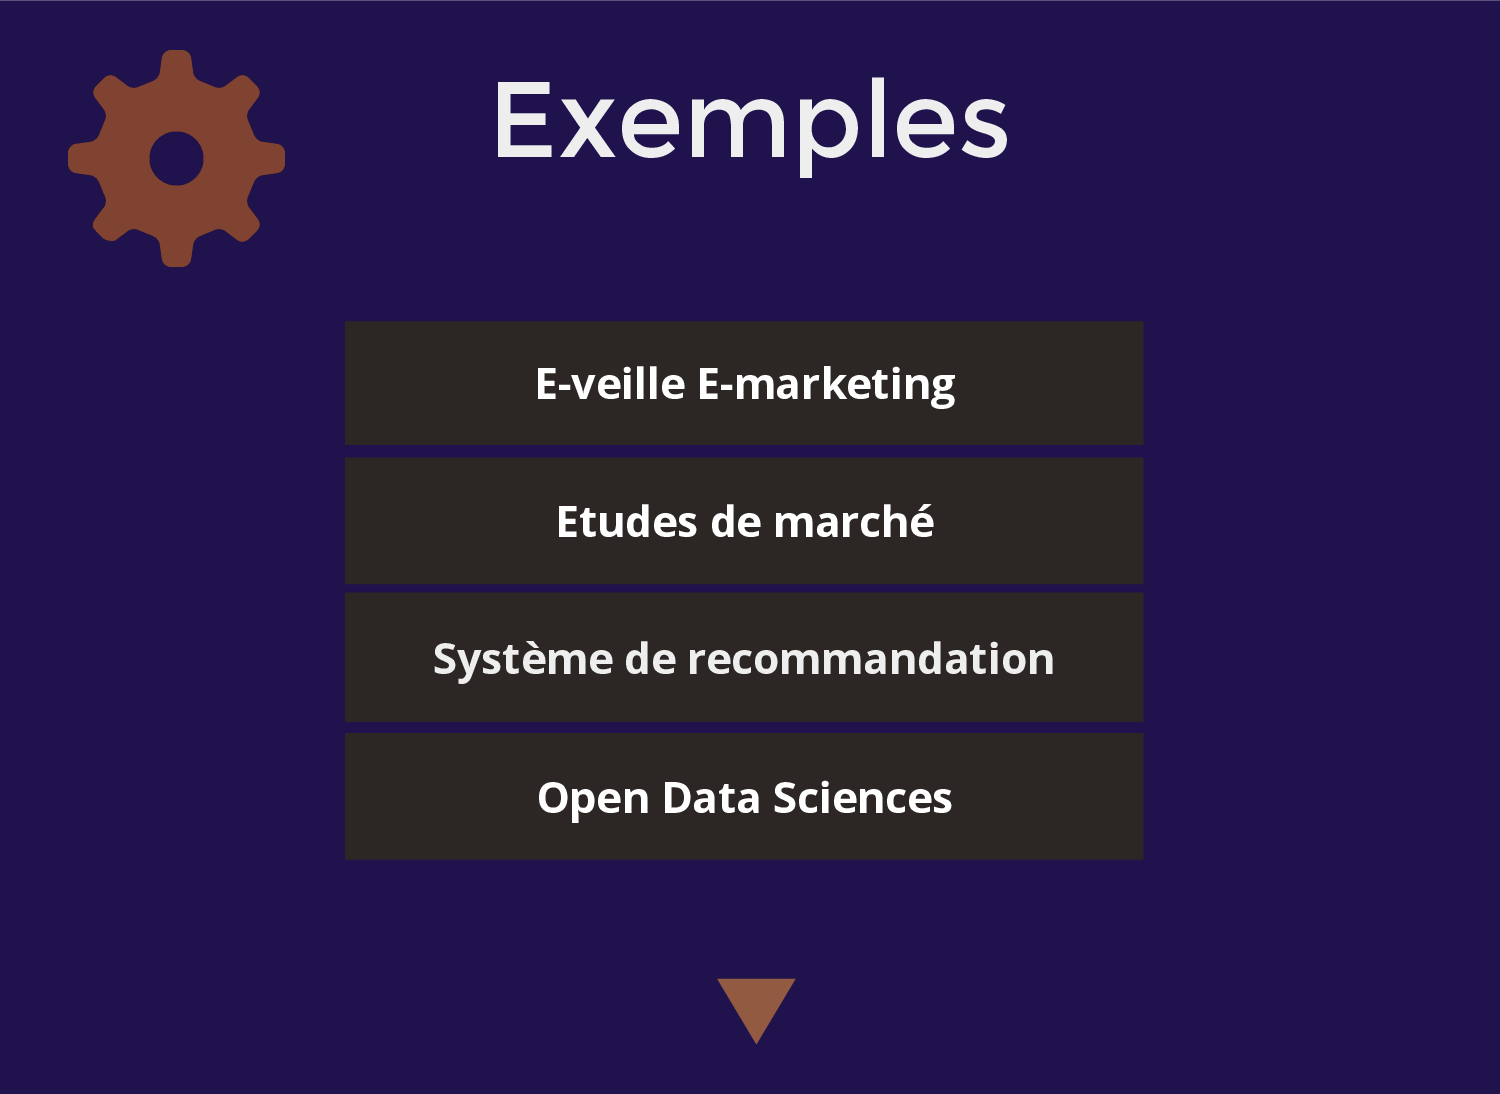 Exemples
E-veille E-marketing
Etudes de marché
Système de recommandation
Open Data Sciences